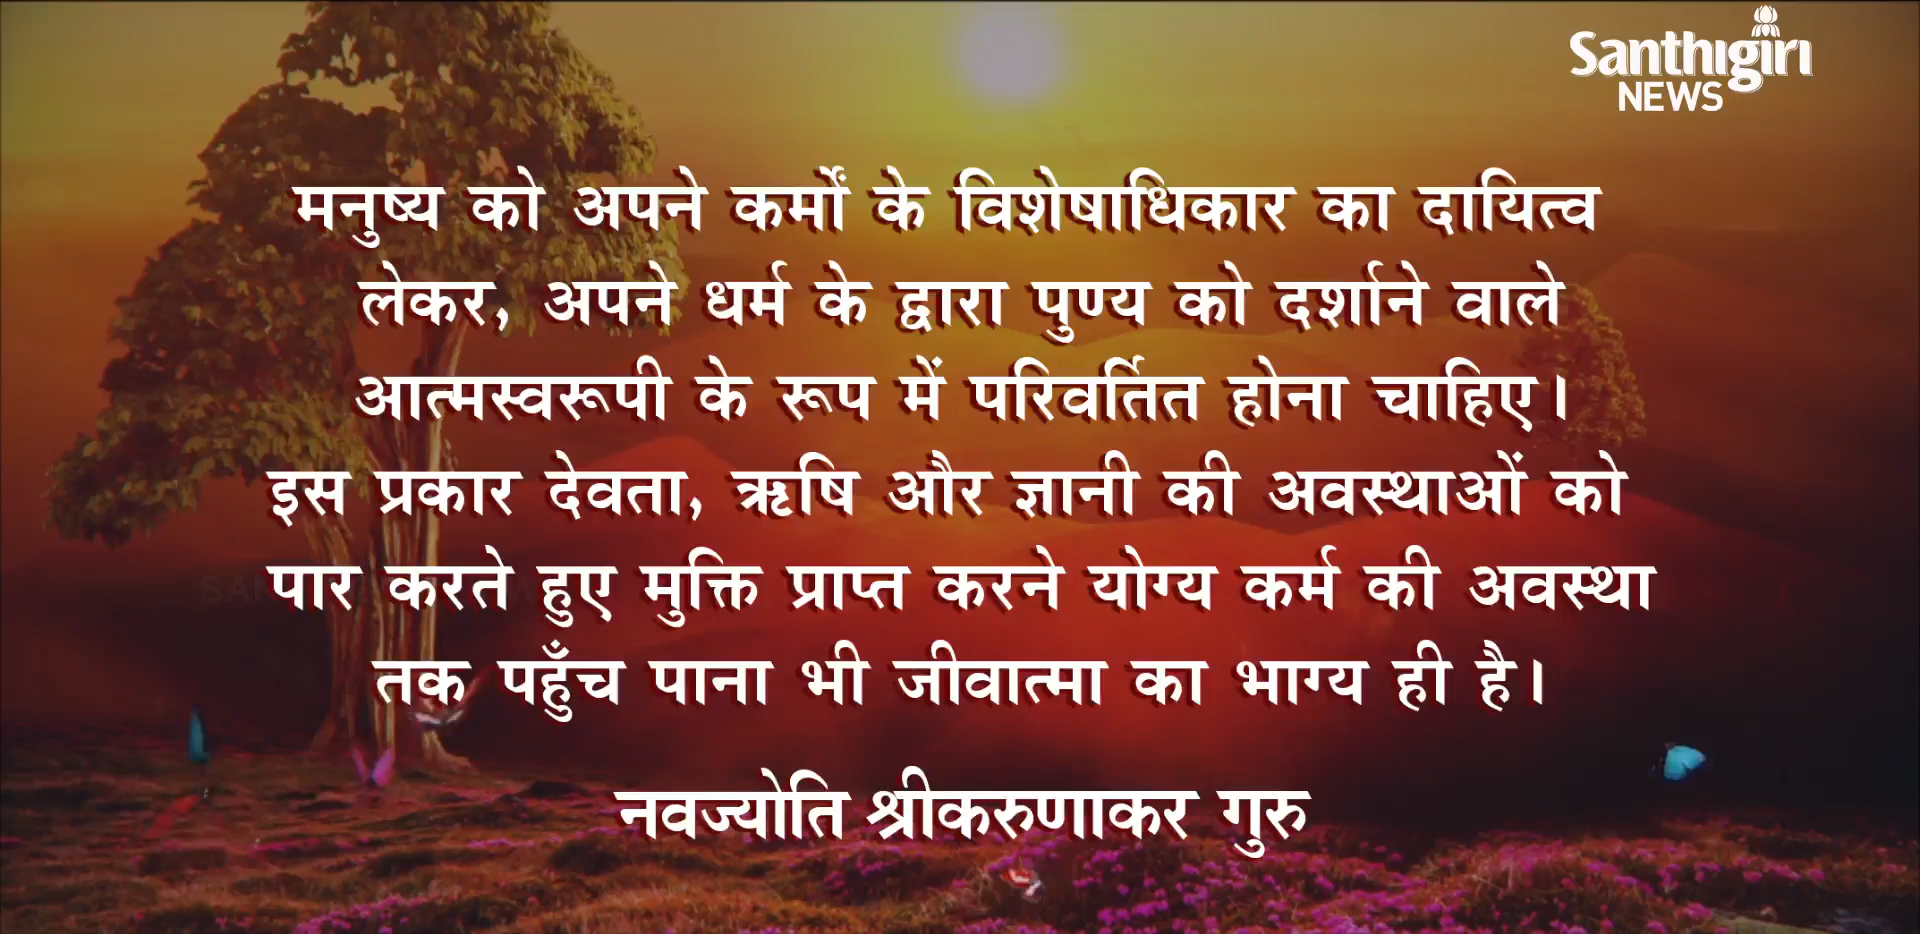 Santhigiri
NEWS
मनुष्य को अपने कर्मों के विशेषाधिकार का दायित्व
लेकर, अपने धर्म के द्वारा पुण्य को दर्शाने वाले
आत्मस्वरूपी के रूप में परिवर्तित होना चाहिए।
इस प्रकार देवता, ऋषि और ज्ञानी की अवस्थाओं को
पार करते हुए मुक्ति प्राप्त करने योग्य कर्म की अवस्था
तक पहुँच पाना भी जीवात्मा का भाग्य ही है।
नवज्योति श्रीकरुणाकर गुरु